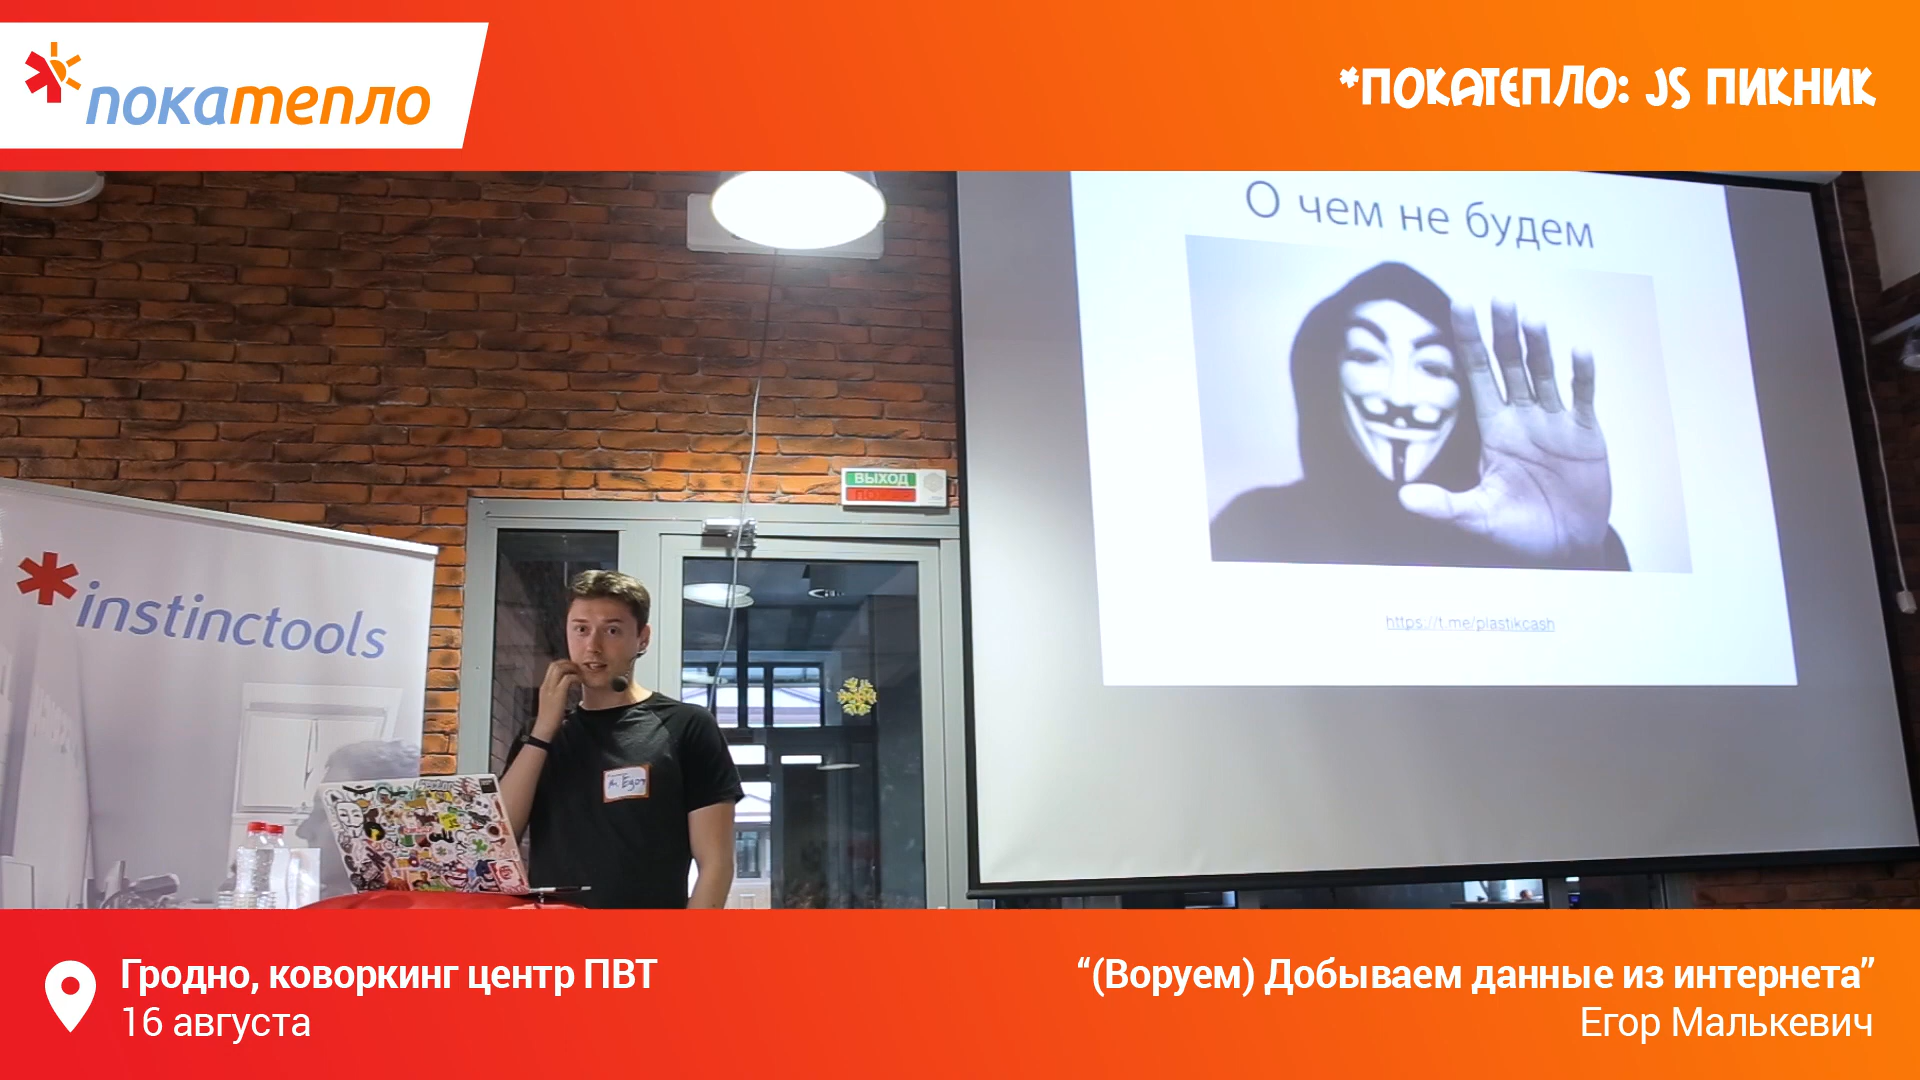 *покатепло
*ПОКАТЕПЛО: JS ПИКНИК
О чем не будем
https://t.me/plastikcash
ВЫХОД
*instinctools
Егор
Гродно, коворкинг центр ПВТ
16 августа
“(Воруем) Добываем данные из интернета”
Егор Малькевич